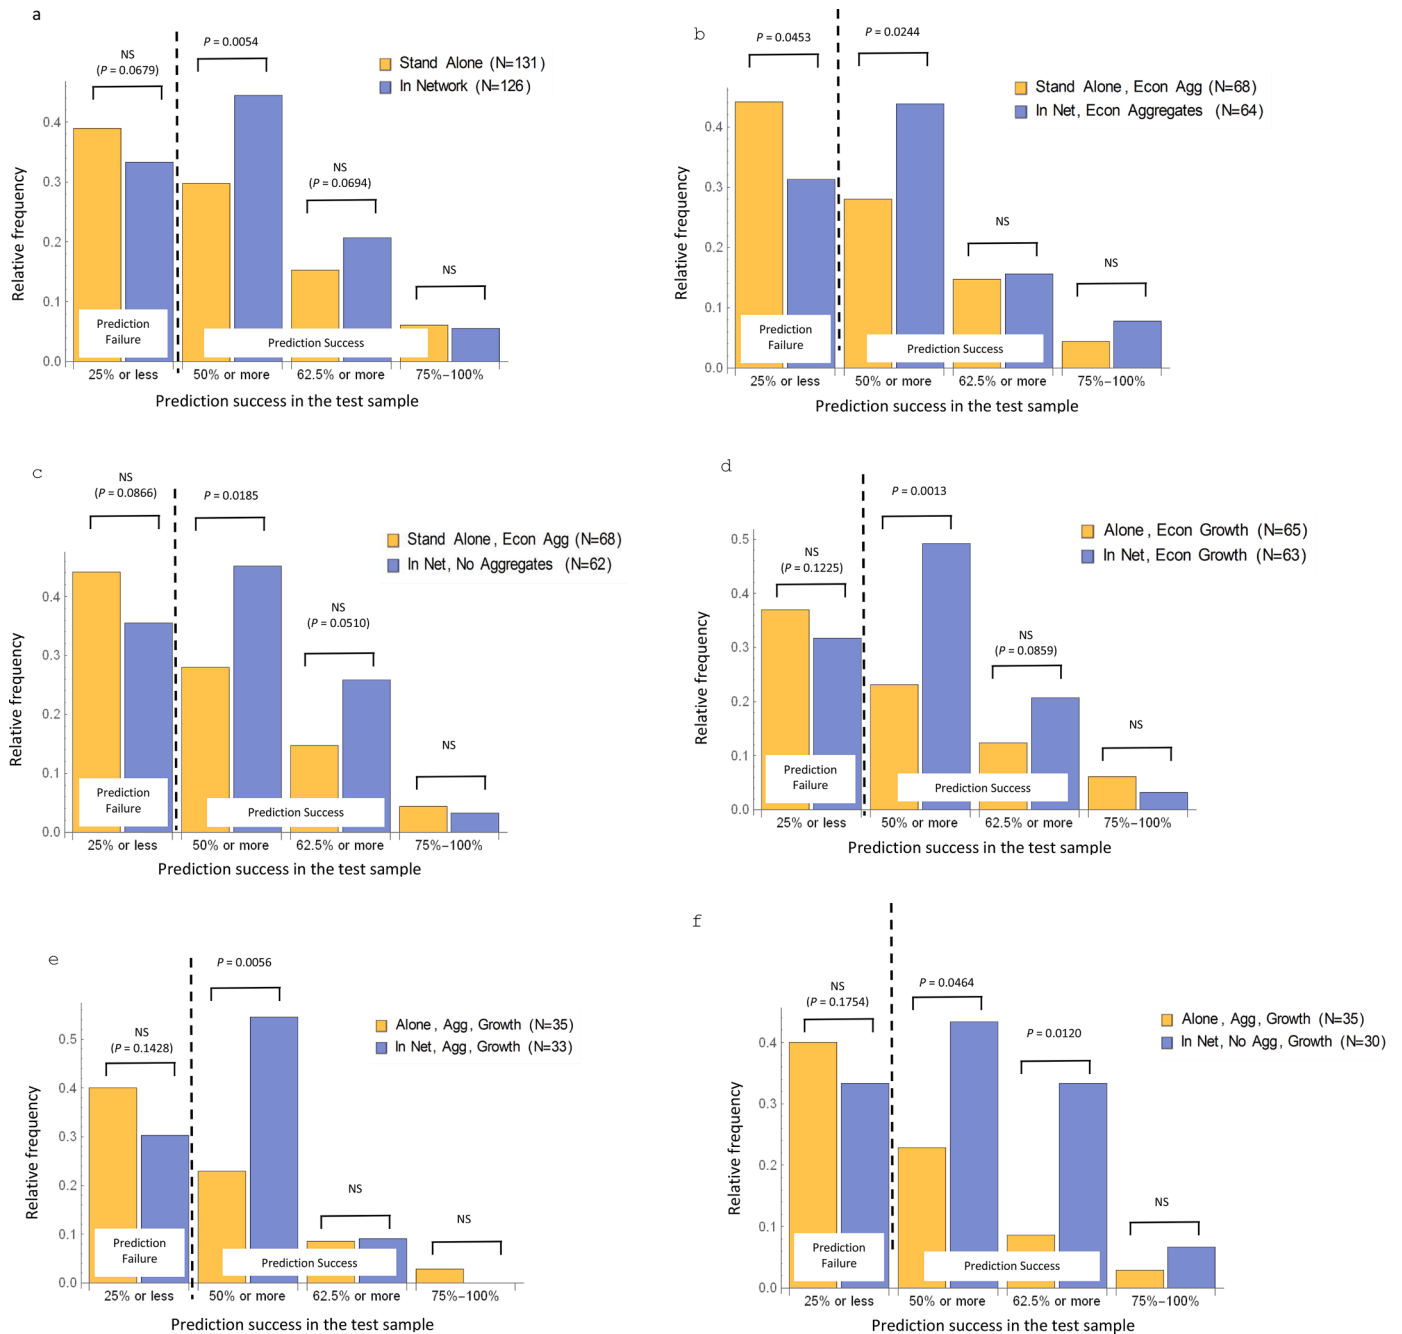 a
NS
(P = 0.0679)
P = 0.0054
NS
(P = 0.0694)
NS
Stand Alone (N=131)
In Network (N=126)
Relative frequency
0.4
0.3
0.2
0.1
0.0
Prediction
Failure
Prediction Success
25% or less
50% or more
62.5% or more
75%–100%
Prediction success in the test sample
b
P = 0.0453
P = 0.0244
NS
NS
Stand Alone, Econ Agg (N=68)
In Net, Econ Aggregates (N=64)
Relative frequency
0.4
0.3
0.2
0.1
0.0
Prediction
Failure
Prediction Success
25% or less
50% or more
62.5% or more
75%–100%
Prediction success in the test sample
c
NS
(P = 0.0866)
P = 0.0185
NS
(P = 0.0510)
NS
Stand Alone, Econ Agg (N=68)
In Net, No Aggregates (N=62)
Relative frequency
0.4
0.3
0.2
0.1
0.0
Prediction
Failure
Prediction Success
25% or less
50% or more
62.5% or more
75%–100%
Prediction success in the test sample
d
NS
(P = 0.1225)
P = 0.0013
NS
(P = 0.0859)
NS
Alone, Econ Growth (N=65)
In Net, Econ Growth (N=63)
Relative frequency
0.5
0.4
0.3
0.2
0.1
0.0
Prediction
Failure
Prediction Success
25% or less
50% or more
62.5% or more
75%–100%
Prediction success in the test sample
e
NS
(P = 0.1428)
P = 0.0056
NS
NS
Alone, Agg, Growth (N=35)
In Net, Agg, Growth (N=33)
Relative frequency
0.5
0.4
0.3
0.2
0.1
0.0
Prediction
Failure
Prediction Success
25% or less
50% or more
62.5% or more
75%–100%
Prediction success in the test sample
f
NS
(P = 0.1754)
P = 0.0464
P = 0.0120
NS
Alone, Agg, Growth (N=35)
In Net, No Agg, Growth (N=30)
Relative frequency
0.4
0.3
0.2
0.1
0.0
Prediction
Failure
Prediction Success
25% or less
50% or more
62.5% or more
75%–100%
Prediction success in the test sample